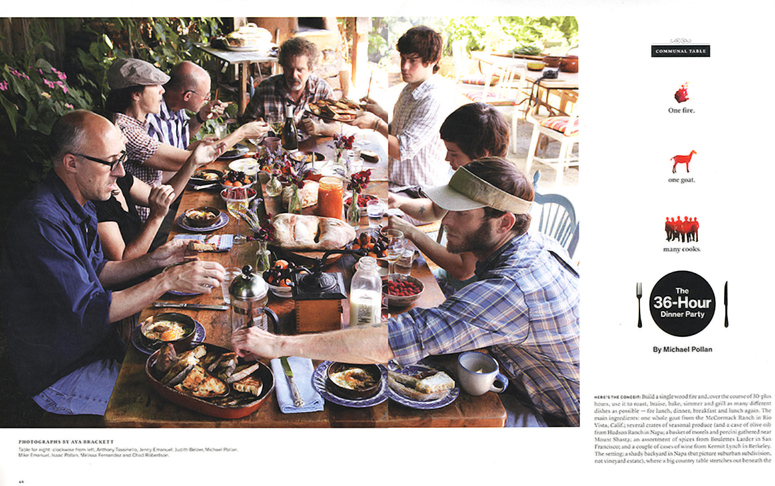 COMMUNAL TABLE
One fire.
one goat.
many cooks.
The
36-Hour
Dinner Party
By Michael Pollan
HERE'S THE CONCEIT: Build a single wood fire and, over the course of 30-plus
hours, use it to roast, braise, bake, simmer and grill as many different
dishes as possible — for lunch, dinner, breakfast and lunch again. The
main ingredients: one whole goat from the McCormack Ranch in Rio
Vista, Calif.; several crates of seasonal produce (and a case of olive oil)
from Hudson Ranch in Napa; a basket of morels and porcini gathered near
Mount Shasta; an assortment of spices from Boulettes Larder in San
Francisco; and a couple of cases of wine from Kermit Lynch in Berkeley.
The setting: a shady backyard in Napa (but picture suburban subdivision,
not vineyard estate), where a big country table stretches out beneath the
PHOTOGRAPHS BY AYA BRACKETT
Table for eight: clockwise from left, Anthony Tassinello, Jenny Emanuel, Judith Belzer, Michael Pollan,
Mike Emanuel, Isaac Pollan, Melissa Fernandez and Chad Robertson.